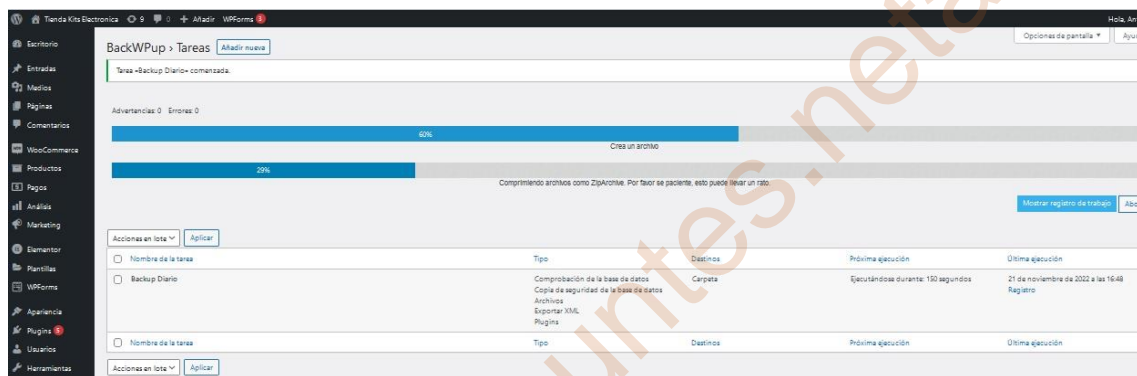 Tienda Kits Electronica 9 0 + Añadir WPForms 3 Hola, An
Escritorio
Entradas
Medios
Páginas
Comentarios
WooCommerce
Productos
Pagos
Análisis
Marketing
Elementor
Plantillas
WPForms
Apariencia
Plugins 5
Usuarios
Herramientas
Opciones de pantalla ▼ Ayu
BackWPup › Tareas Añadir nueva
Tarea «Backup Diario» comenzada.
Advertencias: 0 Errores: 0
60%
Crea un archivo
29%
Comprimiendo archivos como ZipArchive. Por favor se paciente, esto puede llevar un rato.
Mostrar registro de trabajo Abo
Acciones en lote Aplicar
Nombre de la tarea Tipo Destinos Próxima ejecución Última ejecución
Backup Diario Comprobación de la base de datos Carpeta Ejecutándose durante: 150 segundos 21 de noviembre de 2022 a las 16:48
Copia de seguridad de la base de datos Registro
Archivos
Exportar XML
Plugins
Nombre de la tarea Tipo Destinos Próxima ejecución Última ejecución
Acciones en lote Aplicar
untes.neta